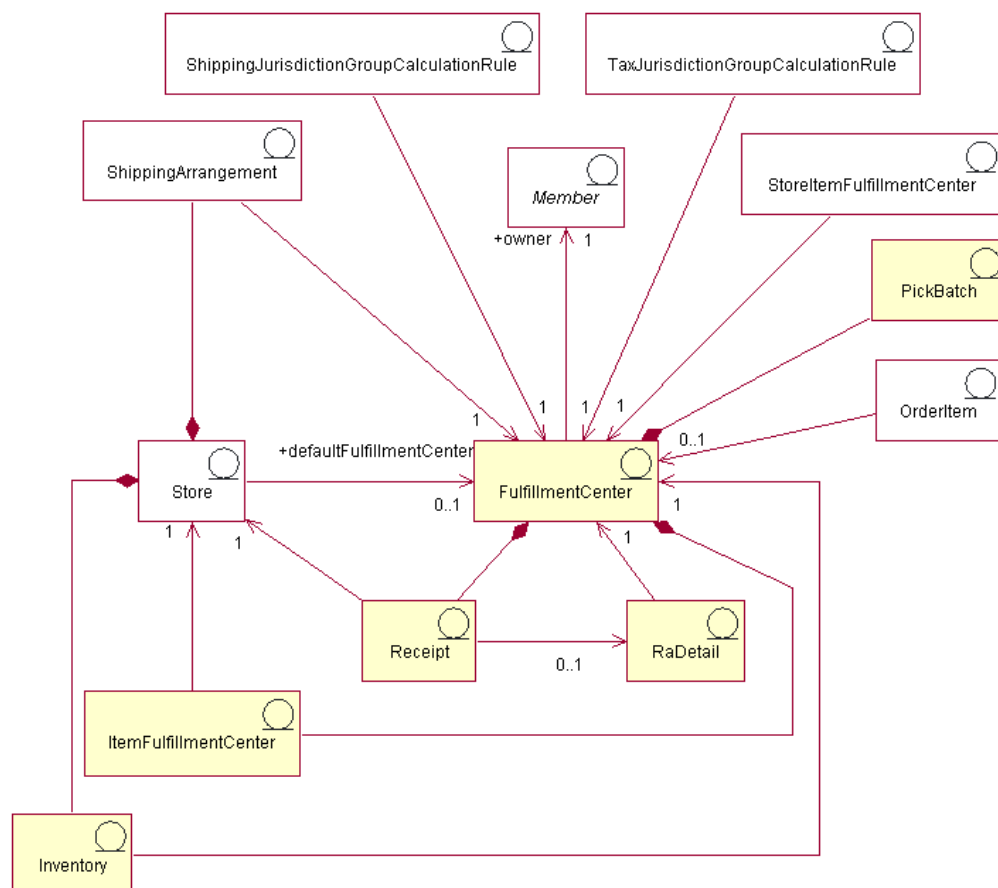 ShippingJurisdictionGroupCalculationRule
TaxJurisdictionGroupCalculationRule
ShippingArrangement
Member
StoreItemFulfillmentCenter
+owner
1
PickBatch
OrderItem
1
1
1
1
0..1
+defaultFulfillmentCenter
Store
FulfillmentCenter
0..1
1
1
1
1
Receipt
0..1
RaDetail
ItemFulfillmentCenter
Inventory